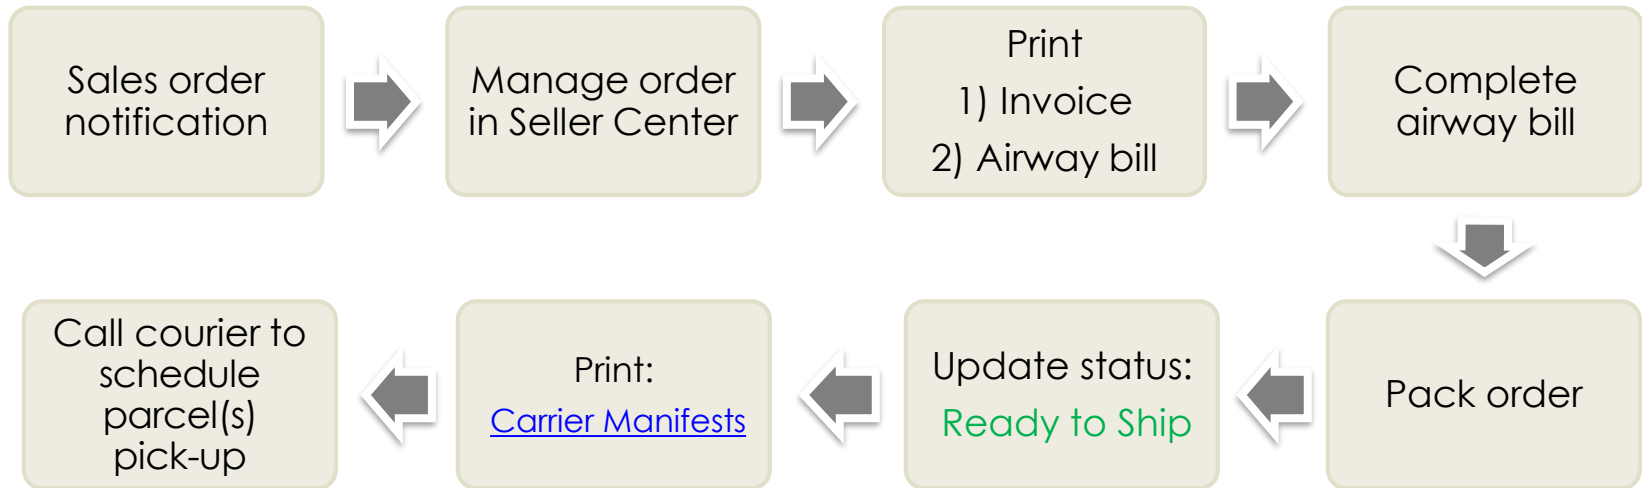 Sales order
notification
Manage order
in Seller Center
Print
1) Invoice
2) Airway bill
Complete
airway bill
Pack order
Update status:
Ready to Ship
Print:
Carrier Manifests
Call courier to
schedule
parcel(s)
pick-up